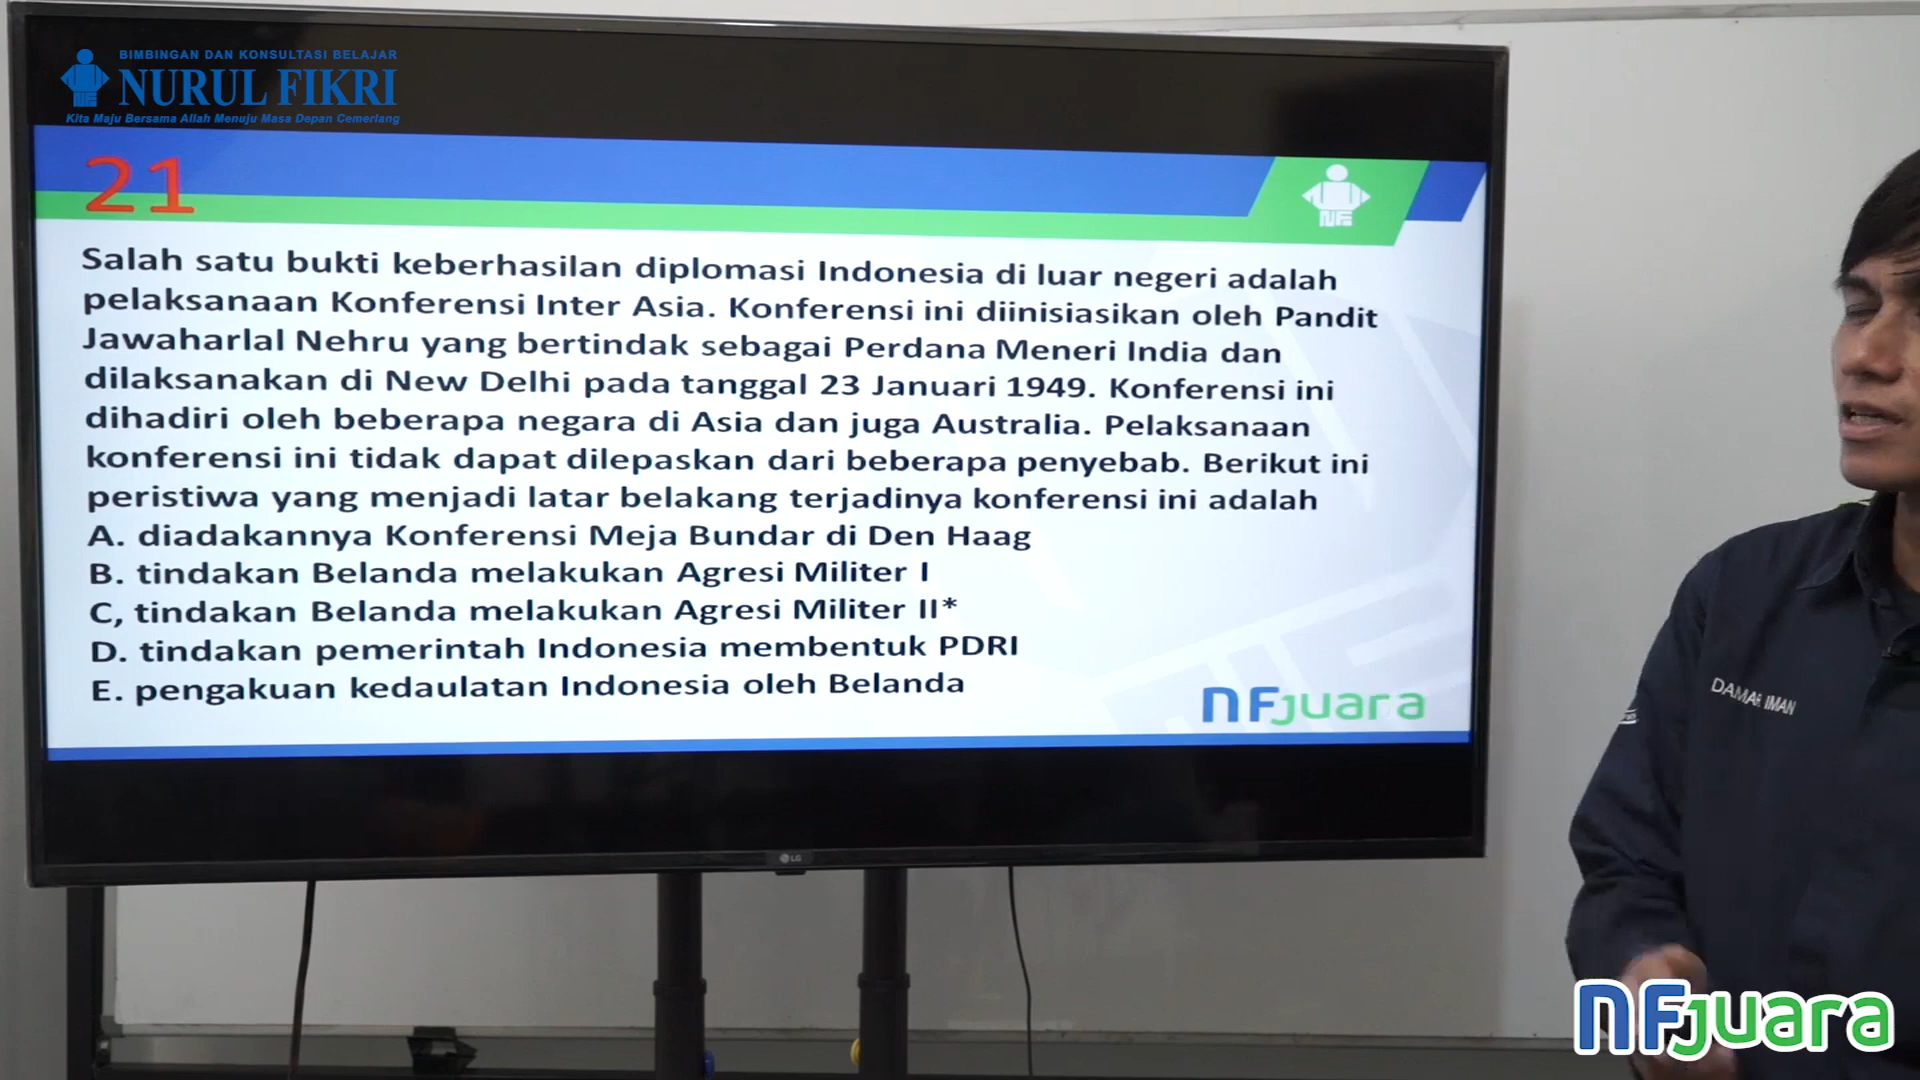 BIMBINGAN DAN KONSULTASI BELAJAR
NURUL FIKRI
Kita Maju Bersama Allah Menuju Masa Depan Cemerlang
21
NF
Salah satu bukti keberhasilan diplomasi Indonesia di luar negeri adalah
pelaksanaan Konferensi Inter Asia. Konferensi ini diinisiasikan oleh Pandit
Jawaharlal Nehru yang bertindak sebagai Perdana Meneri India dan
dilaksanakan di New Delhi pada tanggal 23 Januari 1949. Konferensi ini
dihadiri oleh beberapa negara di Asia dan juga Australia. Pelaksanaan
konferensi ini tidak dapat dilepaskan dari beberapa penyebab. Berikut ini
peristiwa yang menjadi latar belakang terjadinya konferensi ini adalah
A. diadakannya Konferensi Meja Bundar di Den Haag
B. tindakan Belanda melakukan Agresi Militer I
C, tindakan Belanda melakukan Agresi Militer II*
D. tindakan pemerintah Indonesia membentuk PDRI
E. pengakuan kedaulatan Indonesia oleh Belanda
NFjuara
LG
DAMAR IMAN
NFjuara